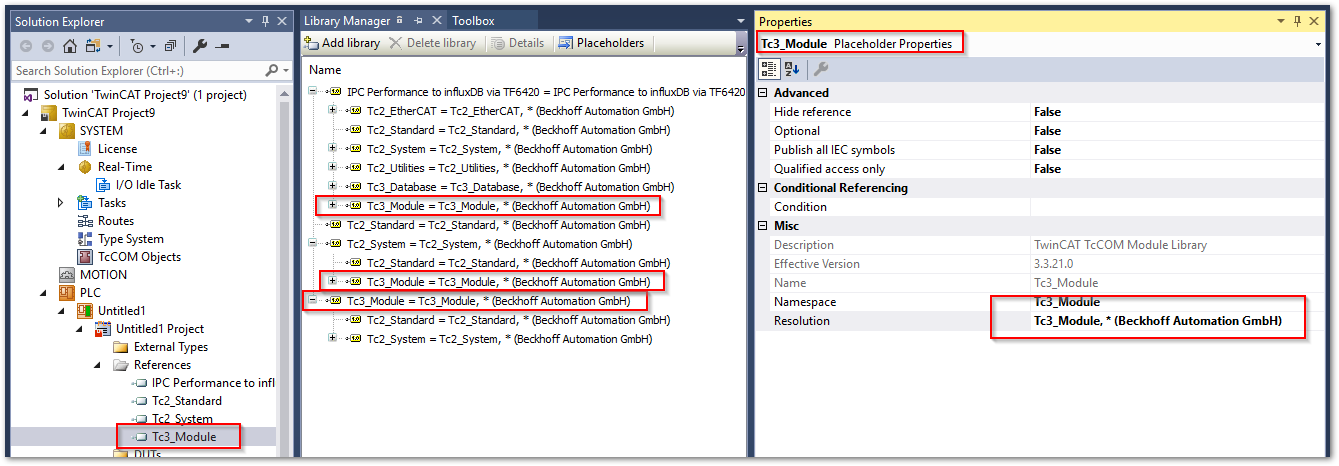 Solution Explorer
Search Solution Explorer (Ctrl+;)
Solution 'TwinCAT Project9' (1 project)
TwinCAT Project9
SYSTEM
License
Real-Time
I/O Idle Task
Tasks
Routes
Type System
TcCOM Objects
MOTION
PLC
Untitled1
Untitled1 Project
External Types
References
IPC Performance to infl
Tc2_Standard
Tc2_System
Tc3_Module
DUTs
Library Manager
Toolbox
Add library
Delete library
Details
Placeholders
Name
IPC Performance to influxDB via TF6420 = IPC Performance to influxDB via TF6420
Tc2_EtherCAT = Tc2_EtherCAT, * (Beckhoff Automation GmbH)
Tc2_Standard = Tc2_Standard, * (Beckhoff Automation GmbH)
Tc2_System = Tc2_System, * (Beckhoff Automation GmbH)
Tc2_Utilities = Tc2_Utilities, * (Beckhoff Automation GmbH)
Tc3_Database = Tc3_Database, * (Beckhoff Automation GmbH)
Tc3_Module = Tc3_Module, * (Beckhoff Automation GmbH)
Tc2_Standard = Tc2_Standard, * (Beckhoff Automation GmbH)
Tc2_System = Tc2_System, * (Beckhoff Automation GmbH)
Tc2_Standard = Tc2_Standard, * (Beckhoff Automation GmbH)
Tc3_Module = Tc3_Module, * (Beckhoff Automation GmbH)
Tc3_Module = Tc3_Module, * (Beckhoff Automation GmbH)
Tc2_Standard = Tc2_Standard, * (Beckhoff Automation GmbH)
Tc2_System = Tc2_System, * (Beckhoff Automation GmbH)
Properties
Tc3_Module Placeholder Properties
Advanced
Hide reference False
Optional False
Publish all IEC symbols False
Qualified access only False
Conditional Referencing
Condition
Misc
Description TwinCAT TcCOM Module Library
Effective Version 3.3.21.0
Name Tc3_Module
Namespace Tc3_Module
Resolution Tc3_Module, * (Beckhoff Automation GmbH)